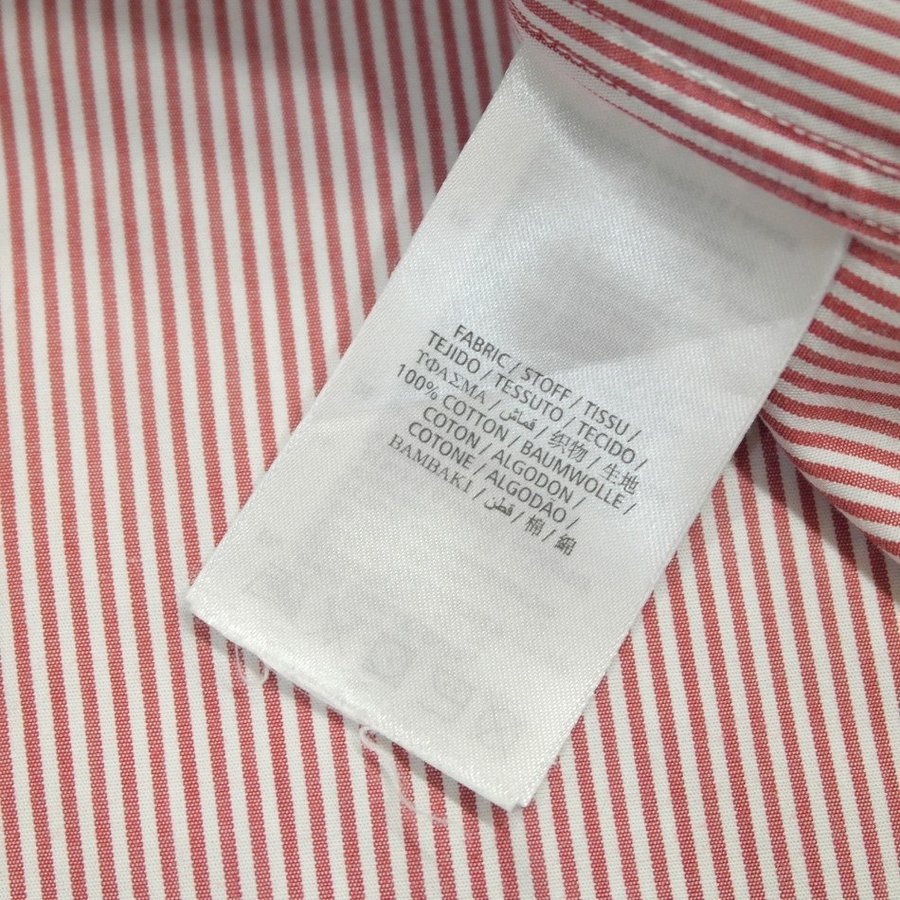 FABRIC / STOFF / TISSU /
TEJIDO / TESSUTO / TECIDO /
ΤΦΑΣΜΑ / قماش / 织物 / 生地
100% COTTON / BAUMWOLLE /
COTON / ALGODON /
COTONE / ALGODÃO /
BAMBAKI / قطن / 棉 / 綿